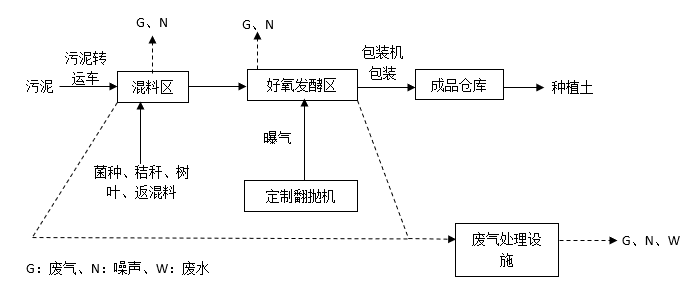 G、N
G、N
污泥
污泥转
运车
混料区
好氧发酵区
包装机
包装
成品仓库
种植土
菌种、秸秆、树
叶、返混料
曝气
定制翻抛机
废气处理设
施
G、N、W
G：废气、N：噪声、W：废水